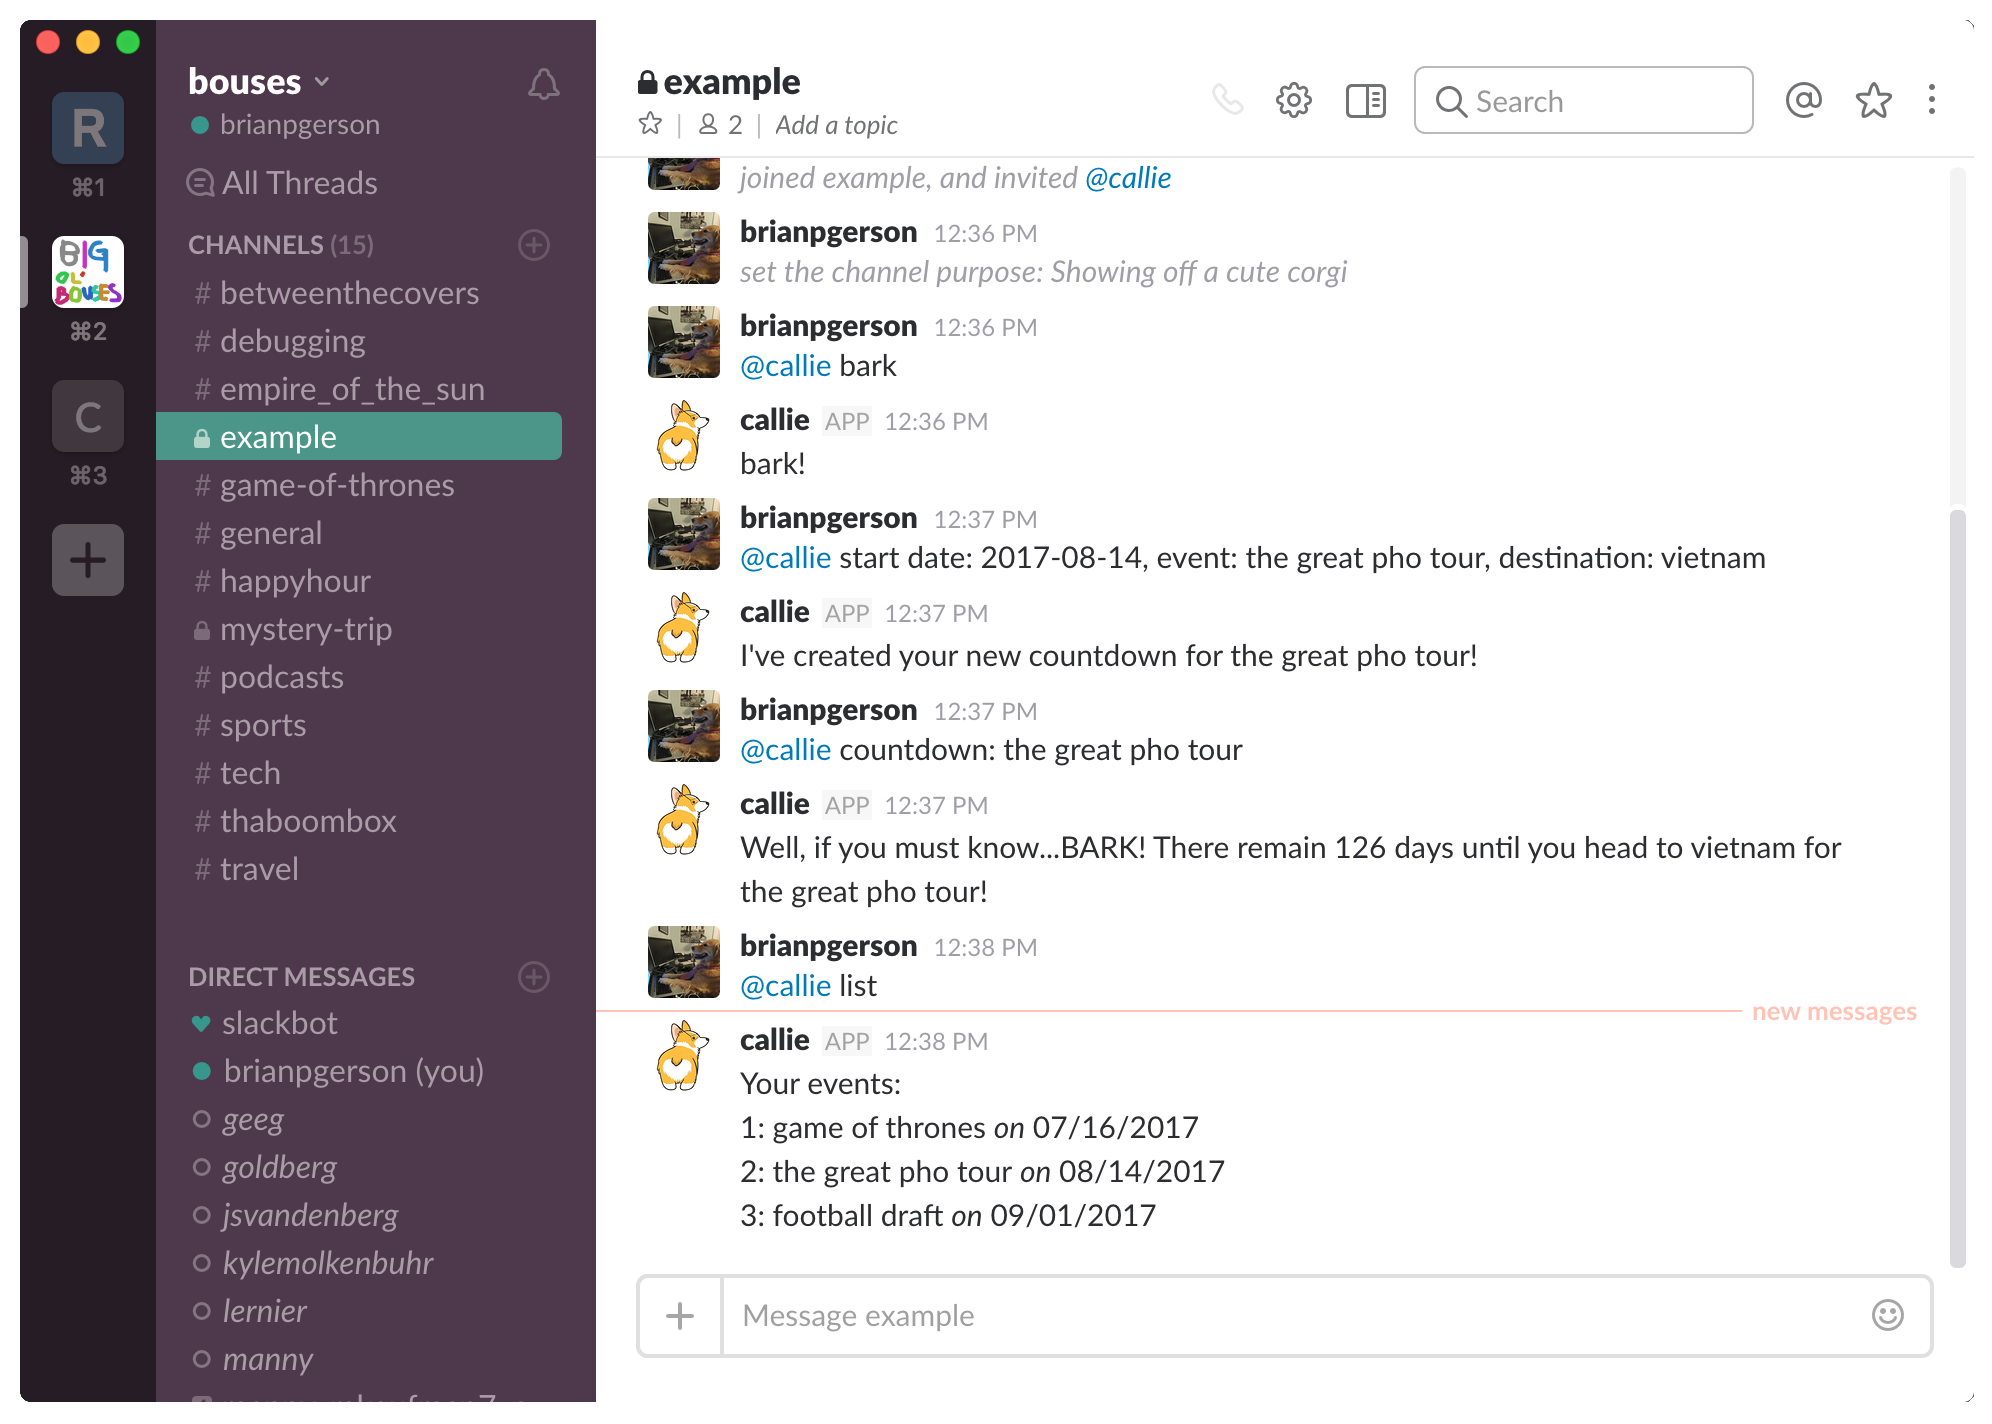 R
⌘1
BIG
OL'
BOUSES
⌘2
C
⌘3
bouses
brianpgerson
All Threads
CHANNELS (15)
# betweenthecovers
# debugging
# empire_of_the_sun
example
# game-of-thrones
# general
# happyhour
mystery-trip
# podcasts
# sports
# tech
# thaboombox
# travel
DIRECT MESSAGES
slackbot
brianpgerson (you)
geeg
goldberg
jsvandenberg
kylemolkenbuhr
lernier
manny
example
2 | Add a topic
Search
joined example, and invited @callie
brianpgerson 12:36 PM
set the channel purpose: Showing off a cute corgi
brianpgerson 12:36 PM
@callie bark
callie APP 12:36 PM
bark!
brianpgerson 12:37 PM
@callie start date: 2017-08-14, event: the great pho tour, destination: vietnam
callie APP 12:37 PM
I've created your new countdown for the great pho tour!
brianpgerson 12:37 PM
@callie countdown: the great pho tour
callie APP 12:37 PM
Well, if you must know...BARK! There remain 126 days until you head to vietnam for
the great pho tour!
brianpgerson 12:38 PM
@callie list
new messages
callie APP 12:38 PM
Your events:
1: game of thrones on 07/16/2017
2: the great pho tour on 08/14/2017
3: football draft on 09/01/2017
Message example